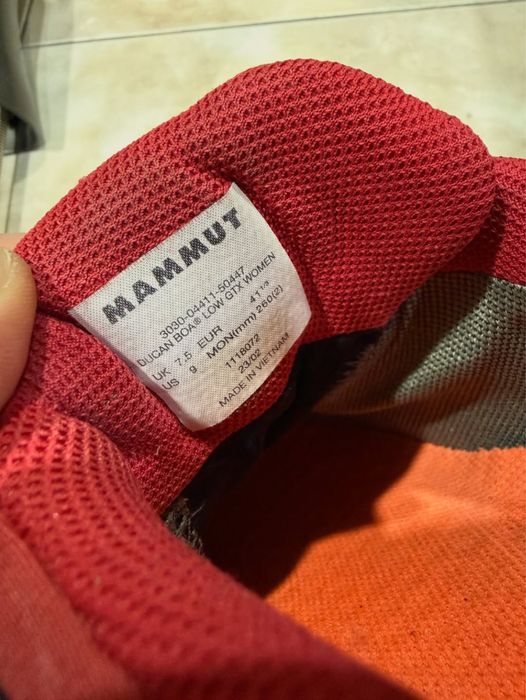 MAMMUT
3030-04411-50447
DUCAN BOA® LOW GTX WOMEN
UK 7.5 EUR 41 1/3
US 9 MON(mm) 260(2)
1118072
23/02
MADE IN VIETNAM